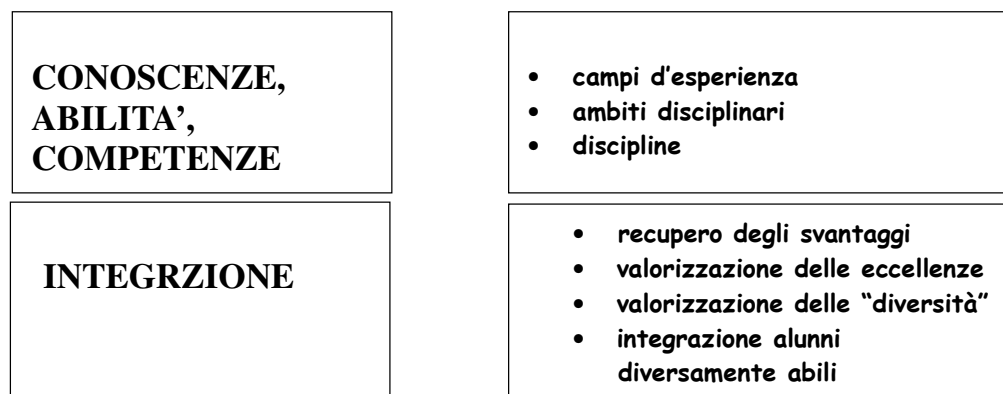 CONOSCENZE,
ABILITA’,
COMPETENZE
• campi d’esperienza
• ambiti disciplinari
• discipline
INTEGRZIONE
• recupero degli svantaggi
• valorizzazione delle eccellenze
• valorizzazione delle “diversità”
• integrazione alunni
diversamente abili